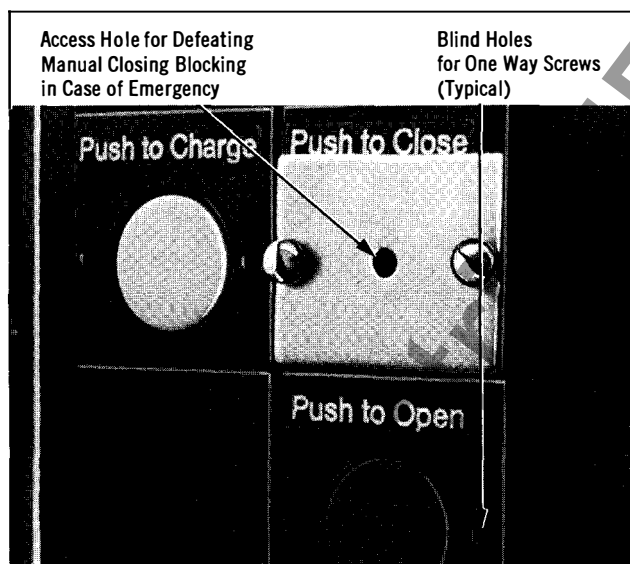 Access Hole for Defeating
Manual Closing Blocking
in Case of Emergency
Blind Holes
for One Way Screws
(Typical)
Push to Charge
Push to Close
Push to Open